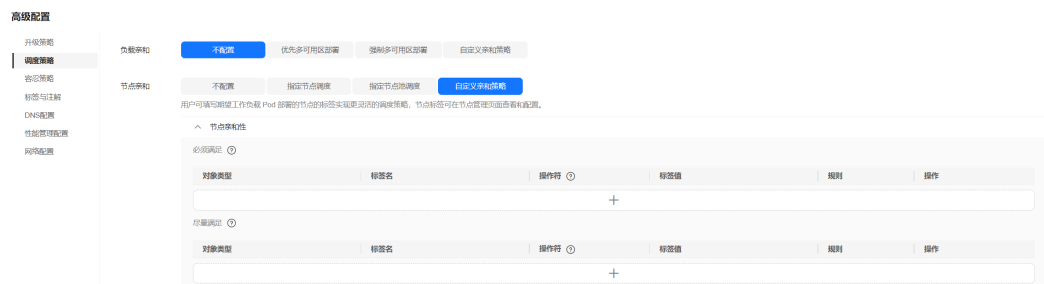 高级配置
升级策略
调度策略
容忍策略
标签与注解
DNS配置
性能管理配置
网络配置
负载亲和 不配置 优先多可用区部署 强制多可用区部署 自定义亲和策略
节点亲和 不配置 指定节点调度 指定节点池调度 自定义亲和策略
用户可填写期望工作负载 Pod 部署的节点的标签实现更灵活的调度策略，节点标签可在节点管理页面查看和配置。
节点亲和性
必须满足
对象类型 标签名 操作符 标签值 规则 操作
尽量满足
对象类型 标签名 操作符 标签值 规则 操作